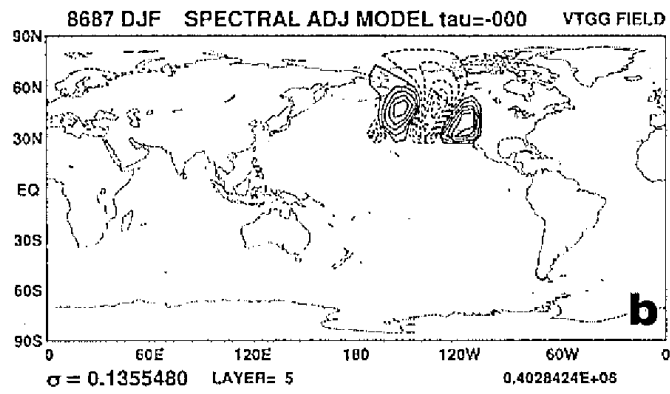 8687 DJF SPECTRAL ADJ MODEL tau=-000 VTGG FIELD
90N
60N
30N
EQ
30S
60S
90S
b
0 60E 120E 180 120W 60W 0
σ = 0.1355480 LAYER= 5 0.4028424E+06